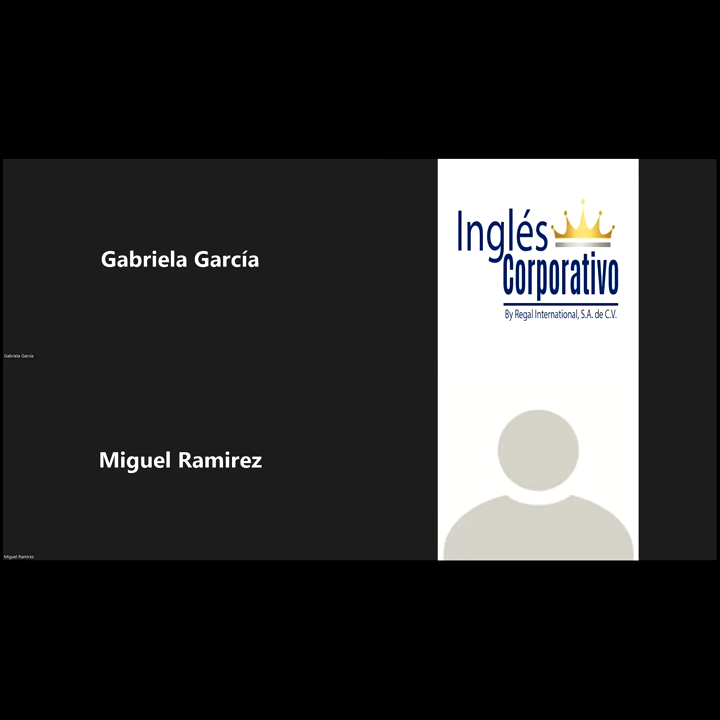 Gabriela García
Gabriela García
Inglés
Corporativo
By Regal International, S.A. de C.V.
Miguel Ramirez
Miguel Ramirez